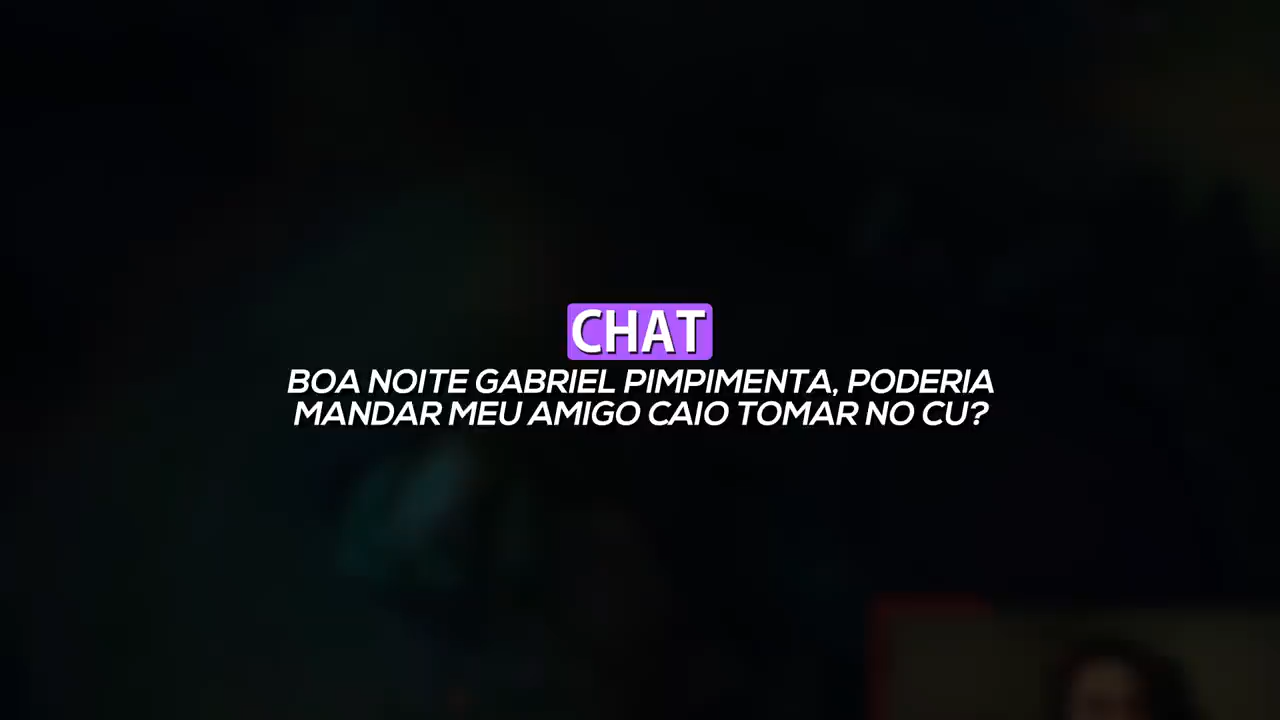 CHAT
BOA NOITE GABRIEL PIMPIMENTA, PODERIA
MANDAR MEU AMIGO CAIO TOMAR NO CU?